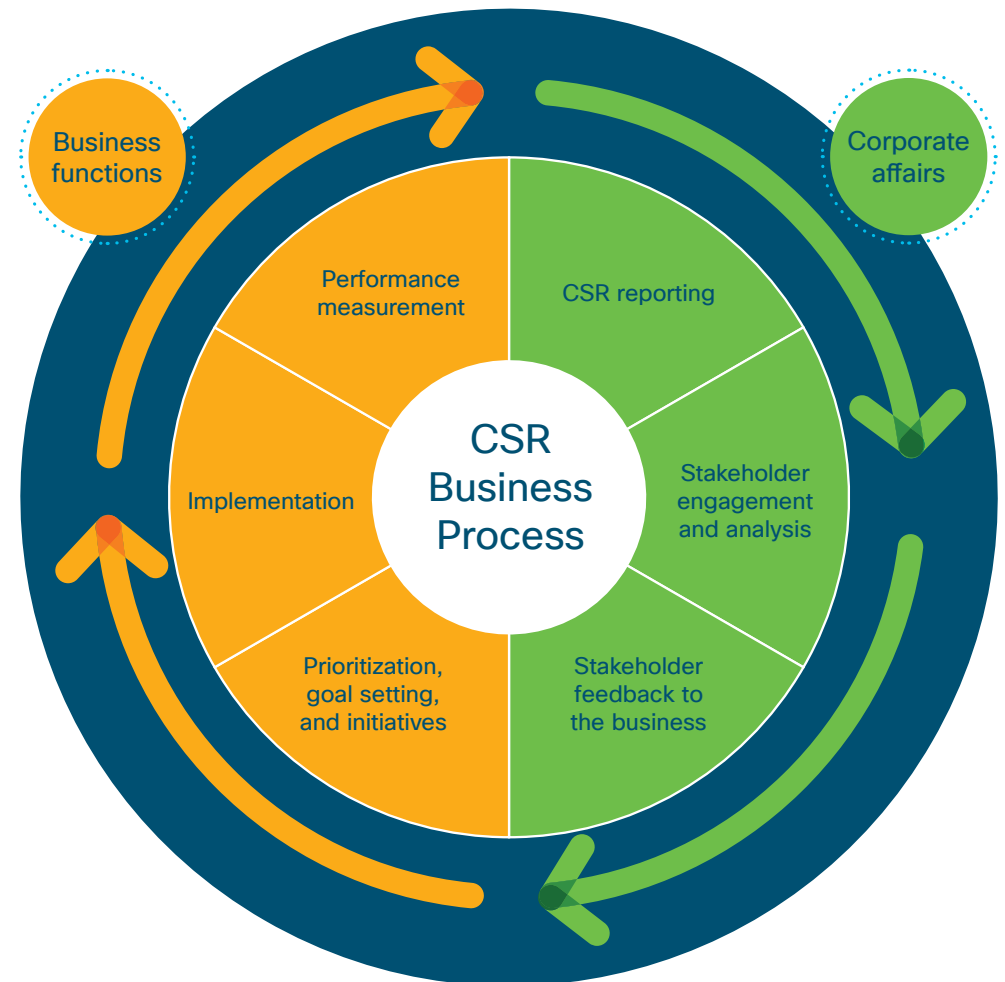 Business
functions
Corporate
affairs
Performance
measurement
CSR reporting
CSR
Business
Process
Implementation
Stakeholder
engagement
and analysis
Prioritization,
goal setting,
and initiatives
Stakeholder
feedback to
the business